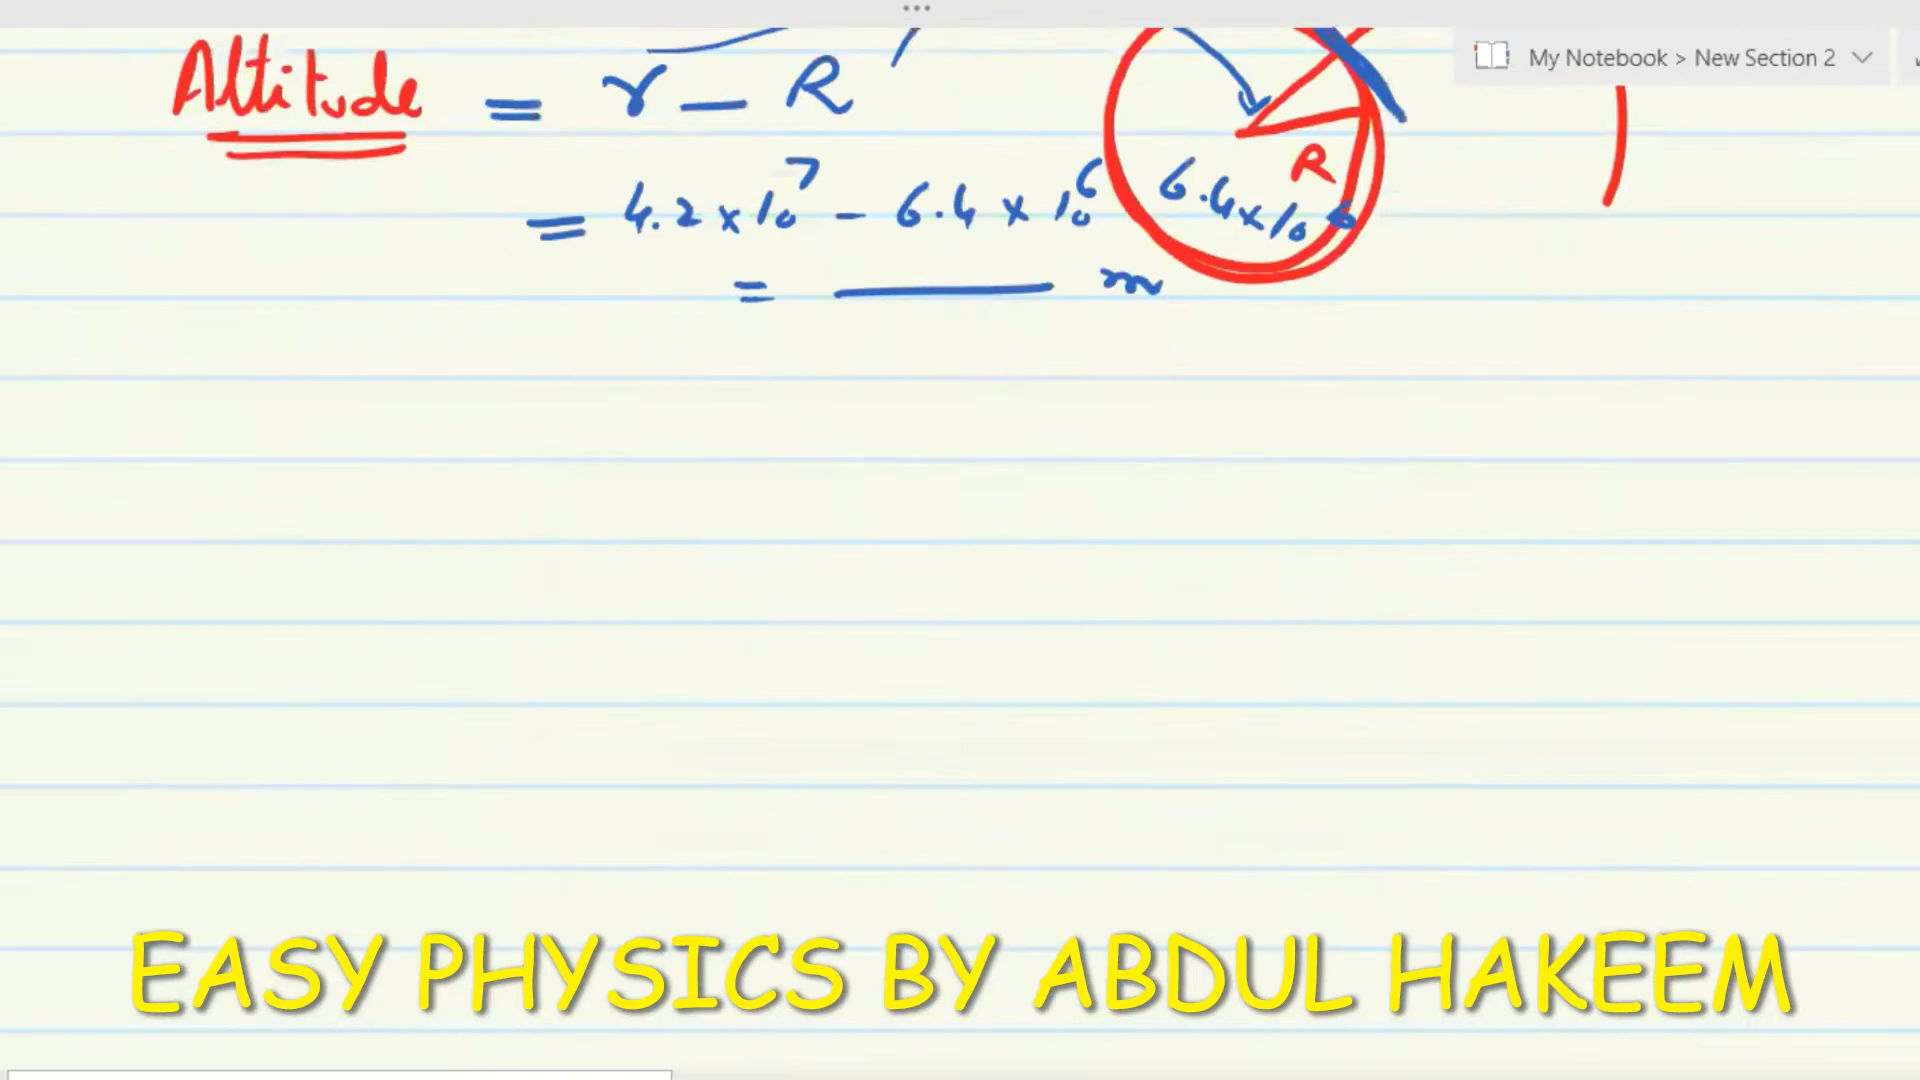 My Notebook > New Section 2
Altitude = r – R
= 4.2 x 10⁷ – 6.4 x 10⁶
= ____ m
R
6.4 x 10⁶
EASY PHYSICS BY ABDUL HAKEEM